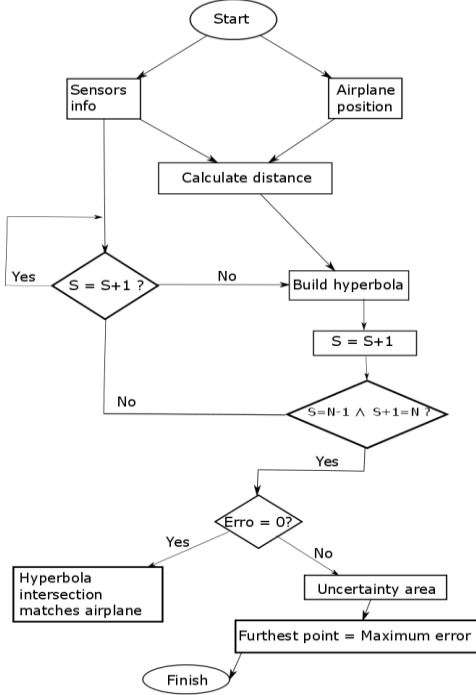 Start
Sensors
info
Airplane
position
Calculate distance
Yes
S = S+1 ?
No
Build hyperbola
S = S+1
No
S=N-1 ∧ S+1=N ?
Yes
Erro = 0?
Yes
No
Hyperbola
intersection
matches airplane
Uncertainty area
Furthest point = Maximum error
Finish